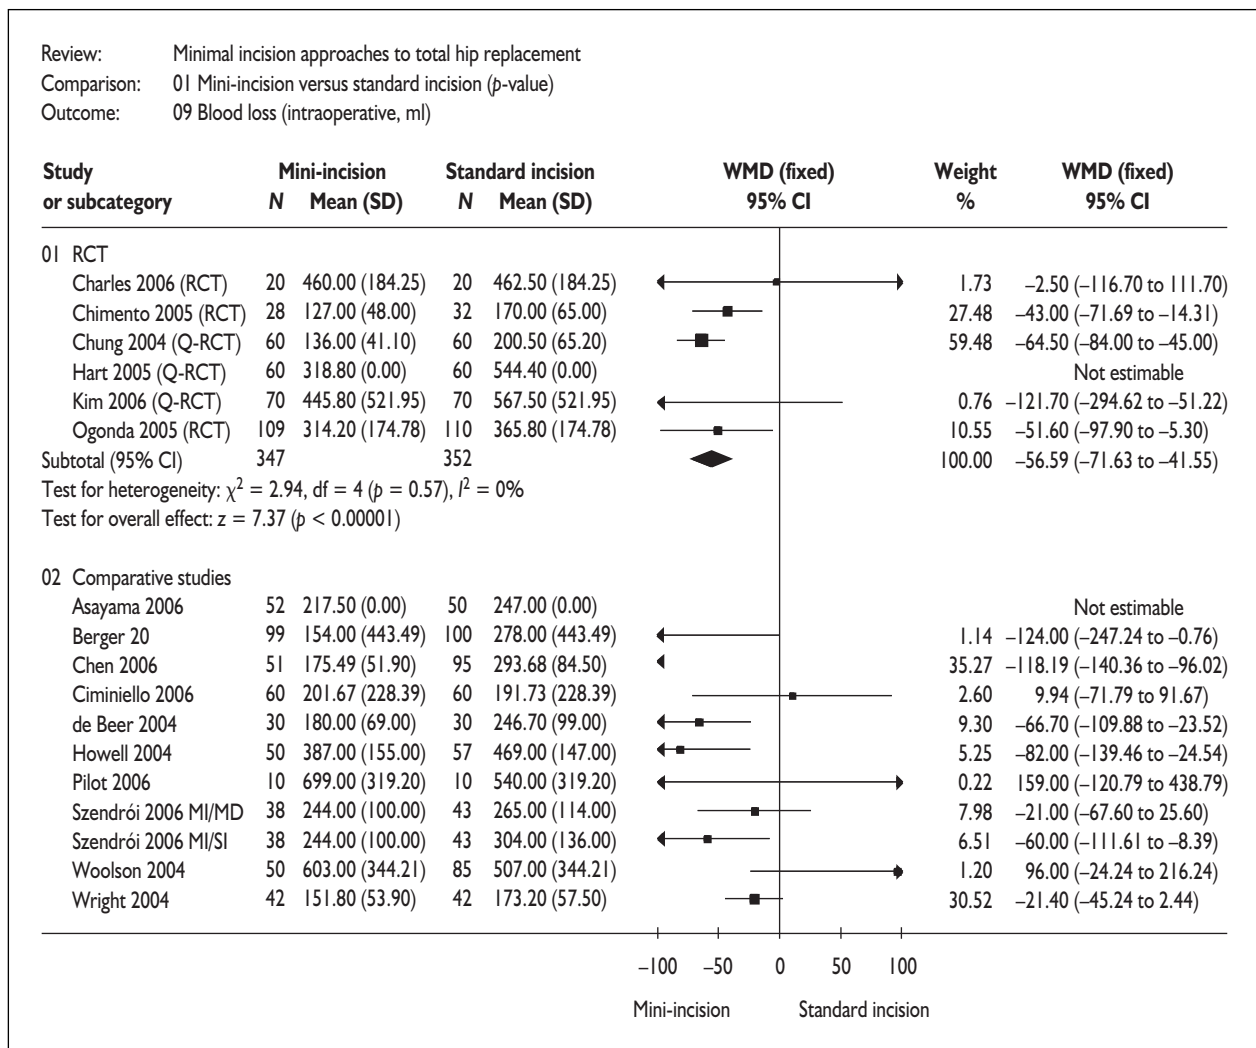 Review: Minimal incision approaches to total hip replacement
Comparison: 01 Mini-incision versus standard incision (p-value)
Outcome: 09 Blood loss (intraoperative, ml)
Study Mini-incision Standard incision WMD (fixed) Weight WMD (fixed)
or subcategory N Mean (SD) N Mean (SD) 95% CI % 95% CI
01 RCT
Charles 2006 (RCT) 20 460.00 (184.25) 20 462.50 (184.25) 1.73 –2.50 (–116.70 to 111.70)
Chimento 2005 (RCT) 28 127.00 (48.00) 32 170.00 (65.00) 27.48 –43.00 (–71.69 to –14.31)
Chung 2004 (Q-RCT) 60 136.00 (41.10) 60 200.50 (65.20) 59.48 –64.50 (–84.00 to –45.00)
Hart 2005 (Q-RCT) 60 318.80 (0.00) 60 544.40 (0.00) Not estimable
Kim 2006 (Q-RCT) 70 445.80 (521.95) 70 567.50 (521.95) 0.76 –121.70 (–294.62 to –51.22)
Ogonda 2005 (RCT) 109 314.20 (174.78) 110 365.80 (174.78) 10.55 –51.60 (–97.90 to –5.30)
Subtotal (95% CI) 347 352 100.00 –56.59 (–71.63 to –41.55)
Test for heterogeneity: χ² = 2.94, df = 4 (p = 0.57), I² = 0%
Test for overall effect: z = 7.37 (p < 0.00001)
02 Comparative studies
Asayama 2006 52 217.50 (0.00) 50 247.00 (0.00) Not estimable
Berger 20 99 154.00 (443.49) 100 278.00 (443.49) 1.14 –124.00 (–247.24 to –0.76)
Chen 2006 51 175.49 (51.90) 95 293.68 (84.50) 35.27 –118.19 (–140.36 to –96.02)
Ciminiello 2006 60 201.67 (228.39) 60 191.73 (228.39) 2.60 9.94 (–71.79 to 91.67)
de Beer 2004 30 180.00 (69.00) 30 246.70 (99.00) 9.30 –66.70 (–109.88 to –23.52)
Howell 2004 50 387.00 (155.00) 57 469.00 (147.00) 5.25 –82.00 (–139.46 to –24.54)
Pilot 2006 10 699.00 (319.20) 10 540.00 (319.20) 0.22 159.00 (–120.79 to 438.79)
Szendrói 2006 MI/MD 38 244.00 (100.00) 43 265.00 (114.00) 7.98 –21.00 (–67.60 to 25.60)
Szendrói 2006 MI/SI 38 244.00 (100.00) 43 304.00 (136.00) 6.51 –60.00 (–111.61 to –8.39)
Woolson 2004 50 603.00 (344.21) 85 507.00 (344.21) 1.20 96.00 (–24.24 to 216.24)
Wright 2004 42 151.80 (53.90) 42 173.20 (57.50) 30.52 –21.40 (–45.24 to 2.44)
–100 –50 0 50 100
Mini-incision Standard incision